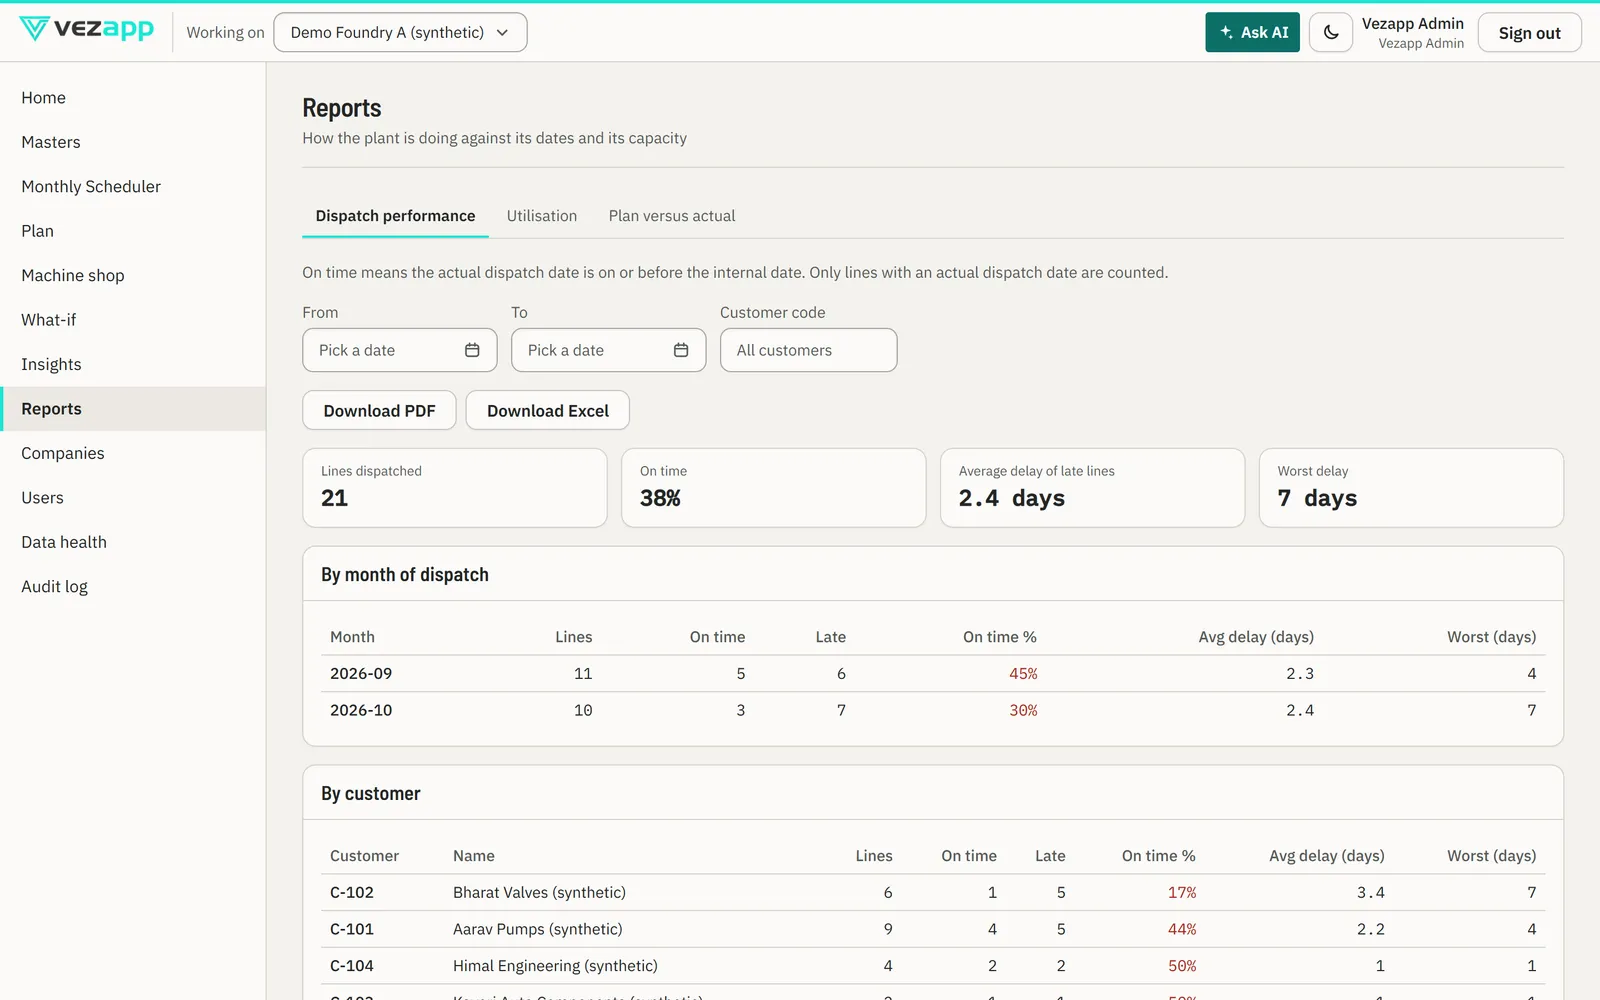 vezapp
Working on
Demo Foundry A (synthetic)
Ask AI
Vezapp Admin
Vezapp Admin
Sign out
Home
Masters
Monthly Scheduler
Plan
Machine shop
What-if
Insights
Reports
Companies
Users
Data health
Audit log
Reports
How the plant is doing against its dates and its capacity
Dispatch performance Utilisation Plan versus actual
On time means the actual dispatch date is on or before the internal date. Only lines with an actual dispatch date are counted.
From To Customer code
Pick a date Pick a date All customers
Download PDF Download Excel
Lines dispatched On time Average delay of late lines Worst delay
21 38% 2.4 days 7 days
By month of dispatch
Month Lines On time Late On time % Avg delay (days) Worst (days)
2026-09 11 5 6 45% 2.3 4
2026-10 10 3 7 30% 2.4 7
By customer
Customer Name Lines On time Late On time % Avg delay (days) Worst (days)
C-102 Bharat Valves (synthetic) 6 1 5 17% 3.4 7
C-101 Aarav Pumps (synthetic) 9 4 5 44% 2.2 4
C-104 Himal Engineering (synthetic) 4 2 2 50% 1 1